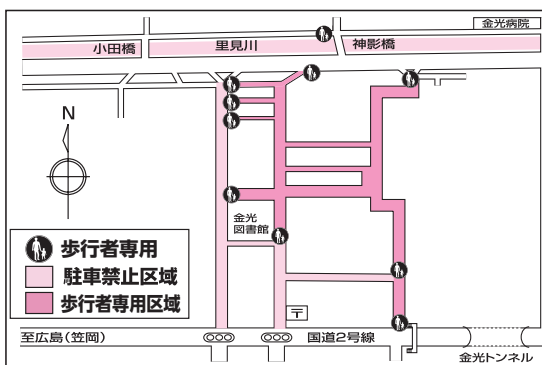 金光病院
小田橋
里見川
神影橋
N
金光
図書館
歩行者専用
駐車禁止区域
歩行者専用区域
〒
至広島(笠岡)
国道2号線
金光トンネル